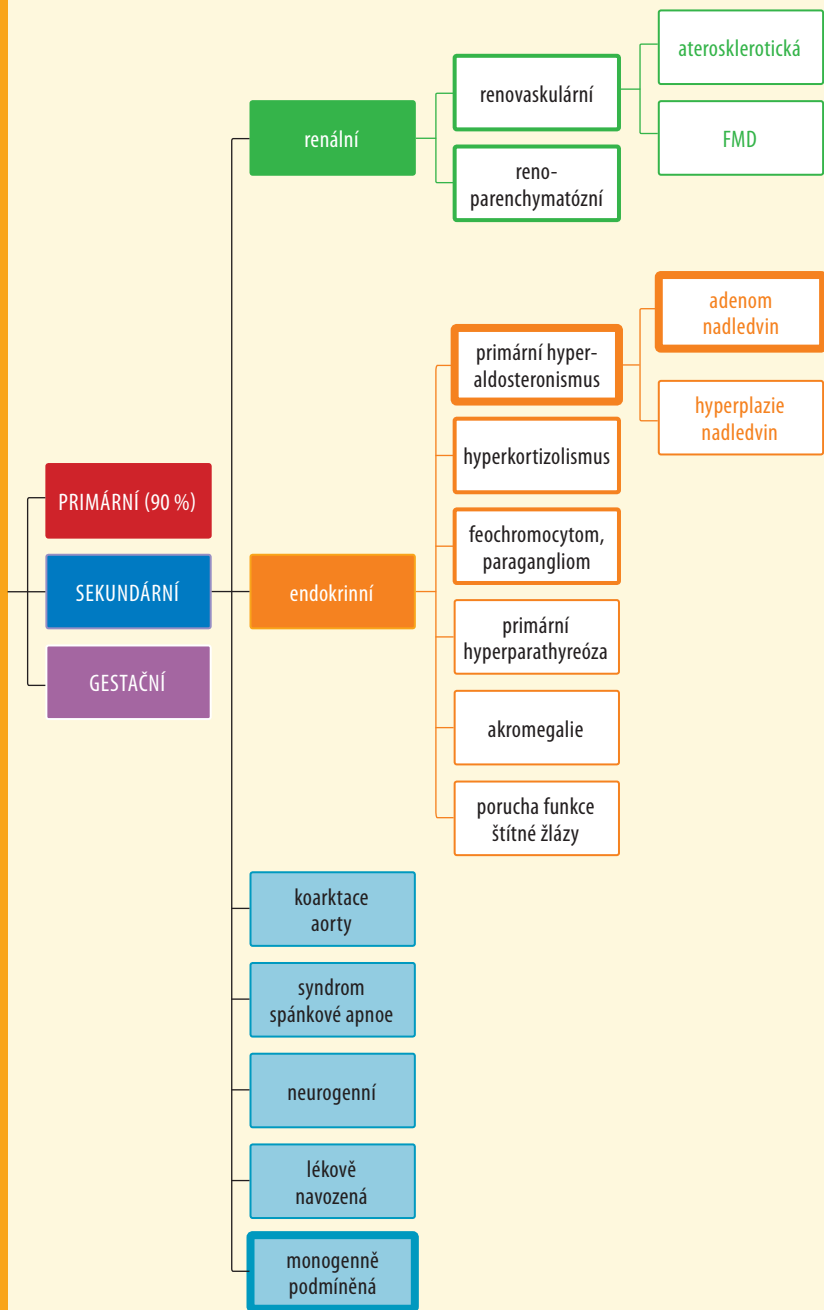 PRIMÁRNÍ (90 %)
SEKUNDÁRNÍ
GESTAČNÍ
renální
renovaskulární
aterosklerotická
FMD
reno-
parenchymatózní
endokrinní
primární hyper-
aldosteronismus
adenom
nadledvin
hyperplazie
nadledvin
hyperkortizolismus
feochromocytom,
paragangliom
primární
hyperparathyreóza
akromegalie
porucha funkce
štítné žlázy
koarktace
aorty
syndrom
spánkové apnoe
neurogenní
lékově
navozená
monogenně
podmíněná